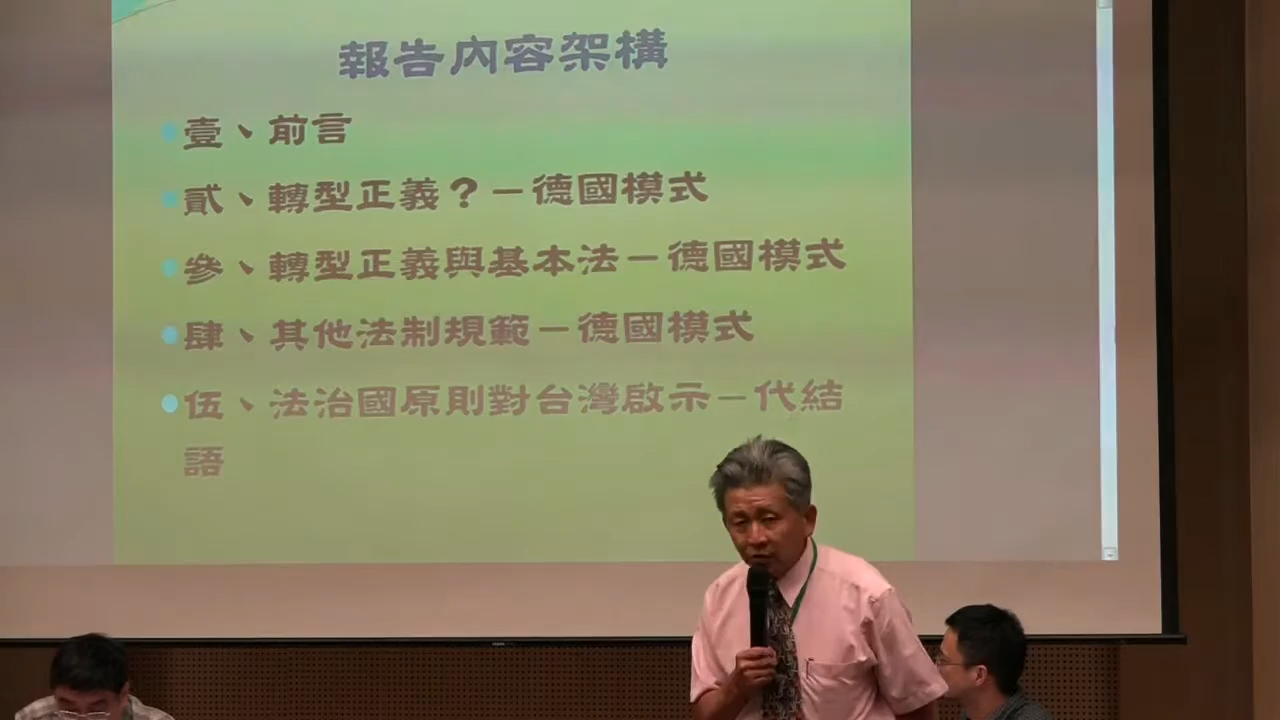 報告內容架構
壹、前言
貳、轉型正義？－德國模式
參、轉型正義與基本法－德國模式
肆、其他法制規範－德國模式
伍、法治國原則對台灣啟示－代結
語